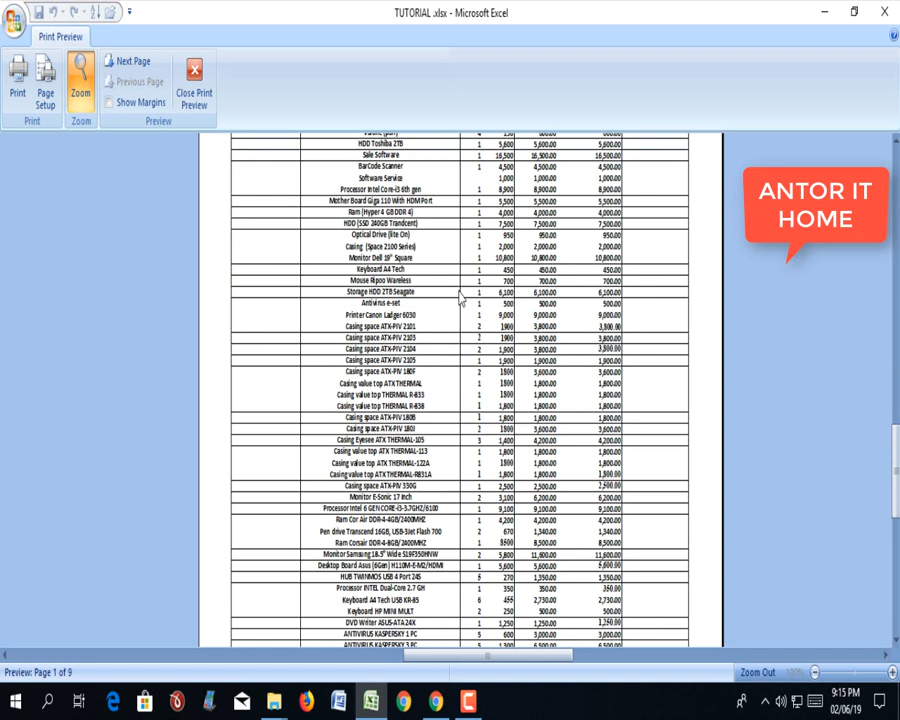 TUTORIAL .xlsx - Microsoft Excel
Print Preview
Print
Page Setup
Zoom
Next Page
Previous Page
Show Margins
Close Print Preview
Print
Zoom
Preview
ANTOR IT
HOME
HDD Toshiba 2TB 1 5,600 5,600.00 5,600.00
Sale Software 1 16,500 16,500.00 16,500.00
BarCode Scanner 1 4,500 4,500.00 4,500.00
Software Service 1,000 1,000.00 1,000.00
Processor Intel Core-i3 6th gen 1 8,900 8,900.00 8,900.00
Mother Board Giga 110 With HDM Port 1 5,500 5,500.00 5,500.00
Ram (Hyper 4 GB DDR 4) 1 4,000 4,000.00 4,000.00
HDD (SSD 240GB Trandcent) 1 7,500 7,500.00 7,500.00
Optical Drive (lite On) 1 950 950.00 950.00
Casing (Space 2100 Series) 1 2,000 2,000.00 2,000.00
Monitor Dell 19" Square 1 10,800 10,800.00 10,800.00
Keyboard A4 Tech 1 450 450.00 450.00
Mouse Ripoo Wareless 1 700 700.00 700.00
Storage HDD 2TB Seagate 1 6,100 6,100.00 6,100.00
Antivirus e-set 1 500 500.00 500.00
Printer Canon Ladger 6030 1 9,000 9,000.00 9,000.00
Casing space ATX-PIV 2101 2 1900 3,800.00 3,800.00
Casing space ATX-PIV 2103 2 1900 3,800.00 3,800.00
Casing space ATX-PIV 2104 2 1,900 3,800.00 3,800.00
Casing space ATX-PIV 2105 1 1,900 1,900.00 1,900.00
Casing space ATX-PIV 180F 2 1800 3,600.00 3,600.00
Casing value top ATX THERMAL 1 1800 1,800.00 1,800.00
Casing value top THERMAL R-833 1 1800 1,800.00 1,800.00
Casing value top THERMAL R-838 1 1,800 1,800.00 1,800.00
Casing space ATX-PIV 180B 1 1,800 1,800.00 1,800.00
Casing space ATX-PIV 180J 2 1800 3,600.00 3,600.00
Casing Eyesee ATX THERMAL-105 3 1,400 4,200.00 4,200.00
Casing value top ATX THERMAL-113 1 1,800 1,800.00 1,800.00
Casing value top ATX THERMAL-122A 1 1800 1,800.00 1,800.00
Casing value top ATX THERMAL-R831A 1 1,800 1,800.00 1,800.00
Casing space ATX-PIV 330G 1 2,500 2,500.00 2,500.00
Monitor E-Sonic 17 Inch 2 3,100 6,200.00 6,200.00
Processor Intel 6 GEN CORE-i3-3.7GHZ/6100 1 9,100 9,100.00 9,100.00
Ram Cor Air DDR-4-4GB/2400MHZ 1 4,200 4,200.00 4,200.00
Pen drive Transcend 16GB, USB-3Jet Flash 700 2 670 1,340.00 1,340.00
Ram Consair DDR-4-8GB/2400MHZ 1 8500 8,500.00 8,500.00
Monitor Samsung 18.5" Wide S19F350HNW 2 5,800 11,600.00 11,600.00
Desktop Board Asus (6Gen) H110M-E-M2/HDMI 1 5,600 5,600.00 5,600.00
HUB TWINMOS USB 4 Port 24S 5 270 1,350.00 1,350.00
Processor INTEL Dual-Core 2.7 GH 1 350 350.00 350.00
Keyboard A4 Tech USB KR-85 6 455 2,730.00 2,730.00
Keyboard HP MINI MULT 2 250 500.00 500.00
DVD Writer ASUS-ATA 24X 1 1,250 1,250.00 1,250.00
ANTIVIRUS KASPERSKY 1 PC 5 600 3,000.00 3,000.00
ANTIVIRUS KASPERSKY 3 PC 5 1,300 6,500.00 6,500.00
Preview: Page 1 of 9
Zoom Out
9:15 PM
02/06/19